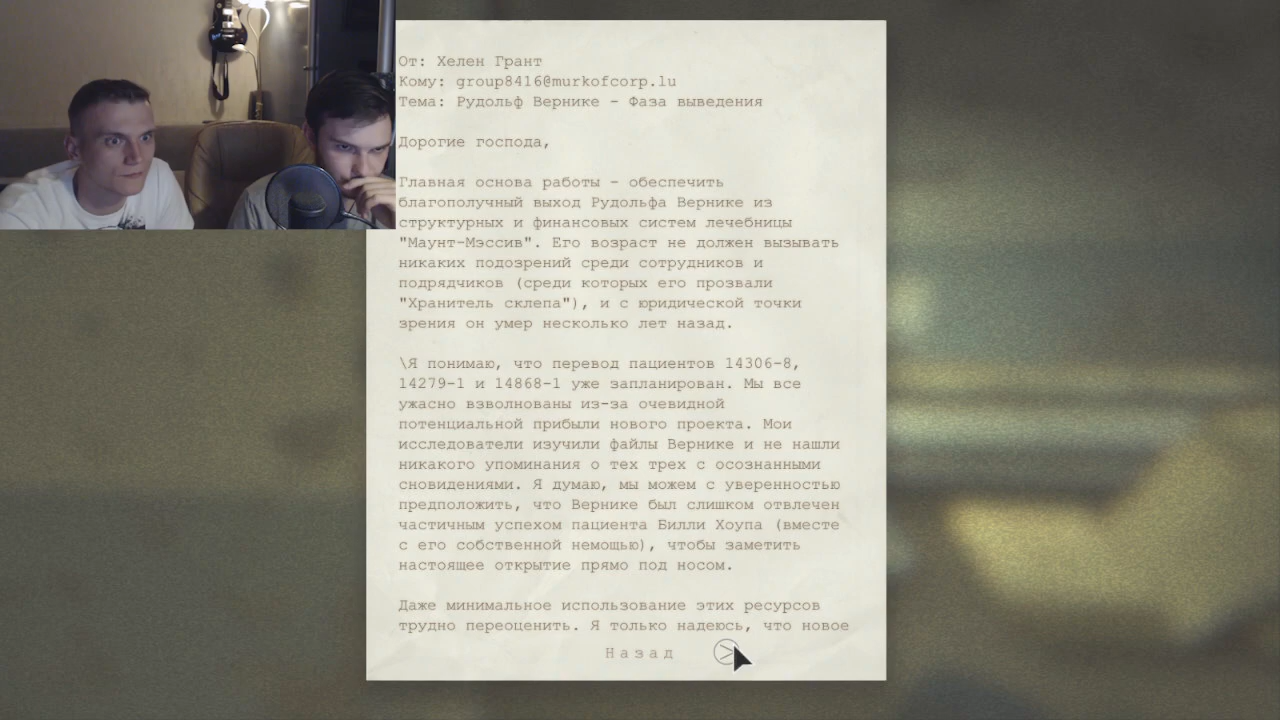 От: Хелен Грант
Кому: group8416@murkofcorp.lu
Тема: Рудольф Вернике - Фаза выведения
Дорогие господа,
Главная основа работы - обеспечить
благополучный выход Рудольфа Вернике из
структурных и финансовых систем лечебницы
"Маунт-Мэссив". Его возраст не должен вызывать
никаких подозрений среди сотрудников и
подрядчиков (среди которых его прозвали
"Хранитель склепа"), и с юридической точки
зрения он умер несколько лет назад.
\Я понимаю, что перевод пациентов 14306-8,
14279-1 и 14868-1 уже запланирован. Мы все
ужасно взволнованы из-за очевидной
потенциальной прибыли нового проекта. Мои
исследователи изучили файлы Вернике и не нашли
никакого упоминания о тех трех с осознанными
сновидениями. Я думаю, мы можем с уверенностью
предположить, что Вернике был слишком отвлечен
частичным успехом пациента Билли Хоупа (вместе
с его собственной немощью), чтобы заметить
настоящее открытие прямо под носом.
Даже минимальное использование этих ресурсов
трудно переоценить. Я только надеюсь, что новое
Назад